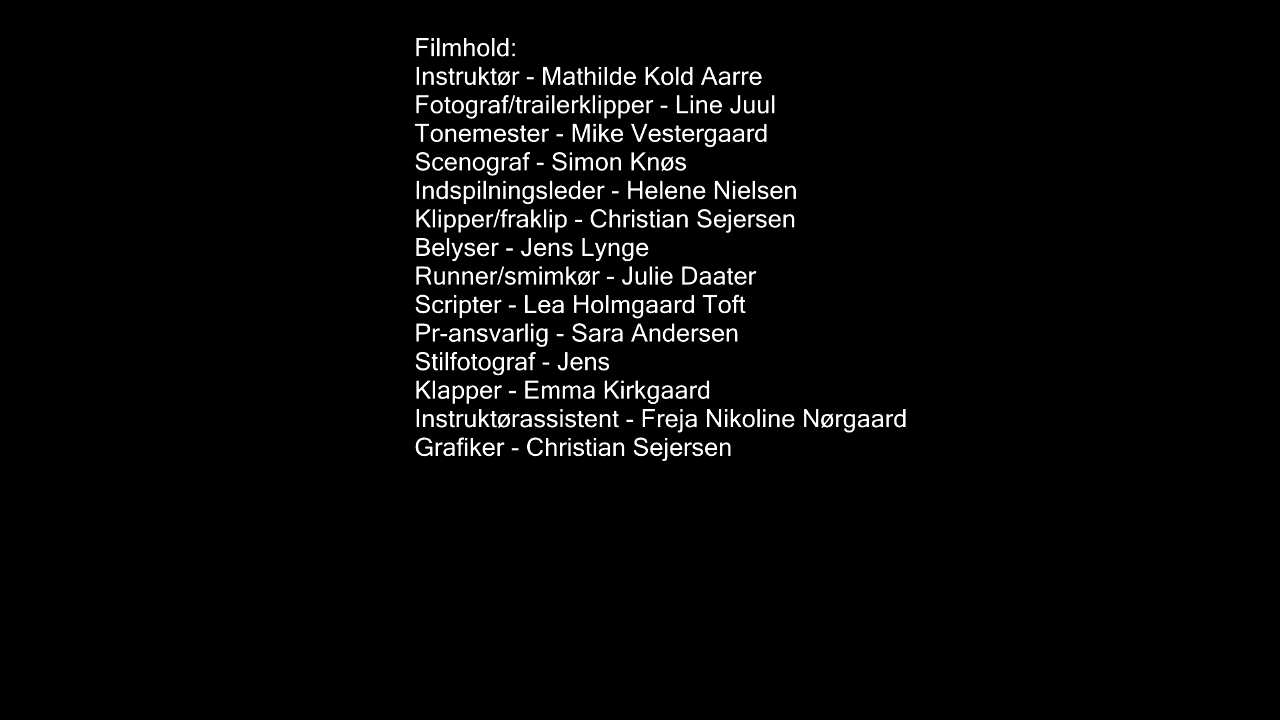 Filmhold:
Instruktør - Mathilde Kold Aarre
Fotograf/trailerklipper - Line Juul
Tonemester - Mike Vestergaard
Scenograf - Simon Knøs
Indspilningsleder - Helene Nielsen
Klipper/fraklip - Christian Sejersen
Belyser - Jens Lynge
Runner/smimkør - Julie Daater
Scripter - Lea Holmgaard Toft
Pr-ansvarlig - Sara Andersen
Stilfotograf - Jens
Klapper - Emma Kirkgaard
Instruktørassistent - Freja Nikoline Nørgaard
Grafiker - Christian Sejersen